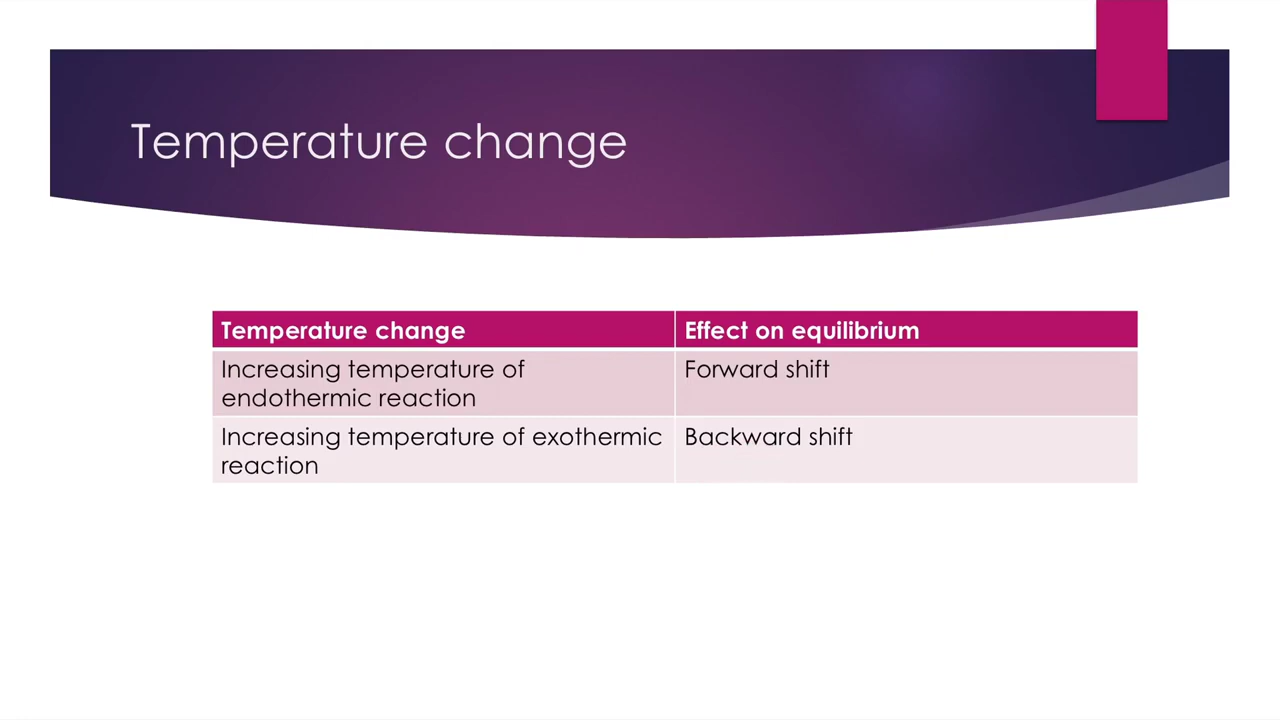 Temperature change
Temperature change
Effect on equilibrium
Increasing temperature of
endothermic reaction
Forward shift
Increasing temperature of exothermic
reaction
Backward shift